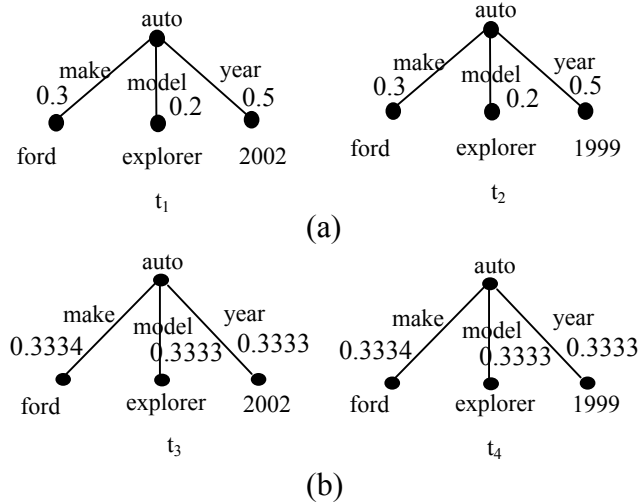 auto
make
model
year
0.3
0.2
0.5
ford
explorer
2002
t1
auto
make
model
year
0.3
0.2
0.5
ford
explorer
1999
t2
(a)
auto
make
model
year
0.3334
0.3333
0.3333
ford
explorer
2002
t3
auto
make
model
year
0.3334
0.3333
0.3333
ford
explorer
1999
t4
(b)